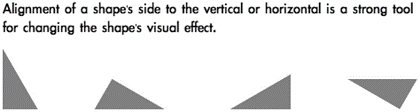 Alignment of a shape's side to the vertical or horizontal is a strong tool
for changing the shape's visual effect.